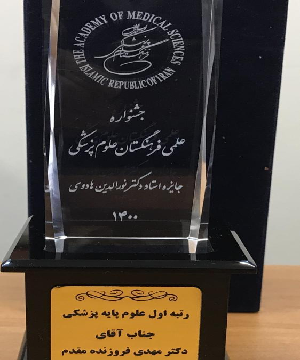 THE ACADEMY OF MEDICAL SCIENCES
ISLAMIC REPUBLIC OF IRAN
جشنواره
علمی فرهنگستان علوم پزشکی
جایزه استاد دکتر نورالدین هادوی
۱۴۰۰
رتبه اول علوم پایه پزشکی
جناب آقای
دکتر مهدی فروزنده مقدم